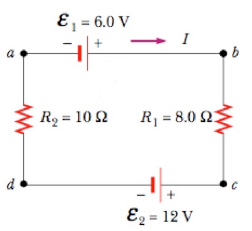 ℰ₁ = 6.0 V
− +
I
a
b
R₂ = 10 Ω
R₁ = 8.0 Ω
d
c
− +
ℰ₂ = 12 V